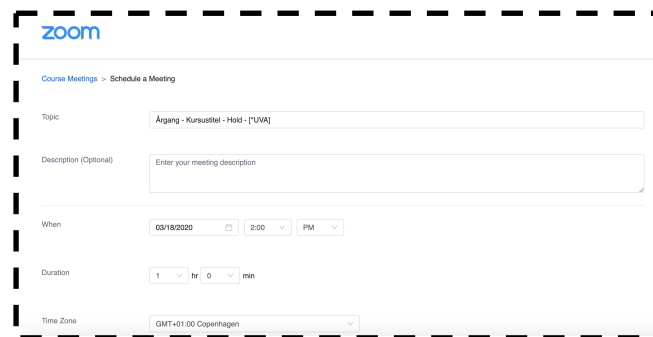 zoom
Course Meetings > Schedule a Meeting
Topic
Årgang - Kursustitel - Hold - [*UVA]
Description (Optional)
Enter your meeting description
When
03/18/2020 2:00 PM
Duration
1 hr 0 min
Time Zone
GMT+01:00 Copenhagen